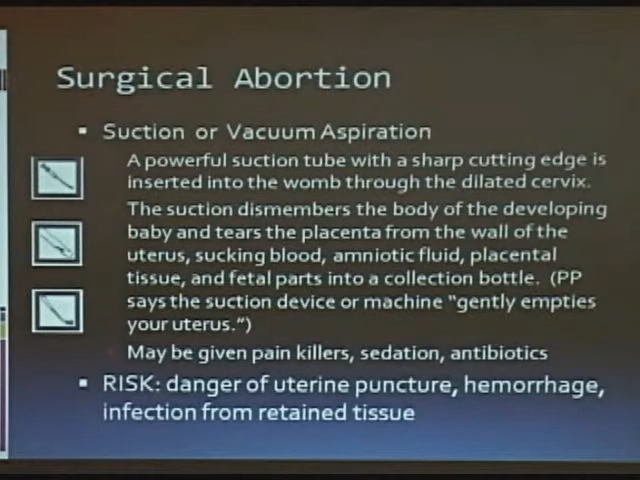 Surgical Abortion
▪ Suction or Vacuum Aspiration
A powerful suction tube with a sharp cutting edge is
inserted into the womb through the dilated cervix.
The suction dismembers the body of the developing
baby and tears the placenta from the wall of the
uterus, sucking blood, amniotic fluid, placental
tissue, and fetal parts into a collection bottle. (PP
says the suction device or machine “gently empties
your uterus.”)
May be given pain killers, sedation, antibiotics
▪ RISK: danger of uterine puncture, hemorrhage,
infection from retained tissue